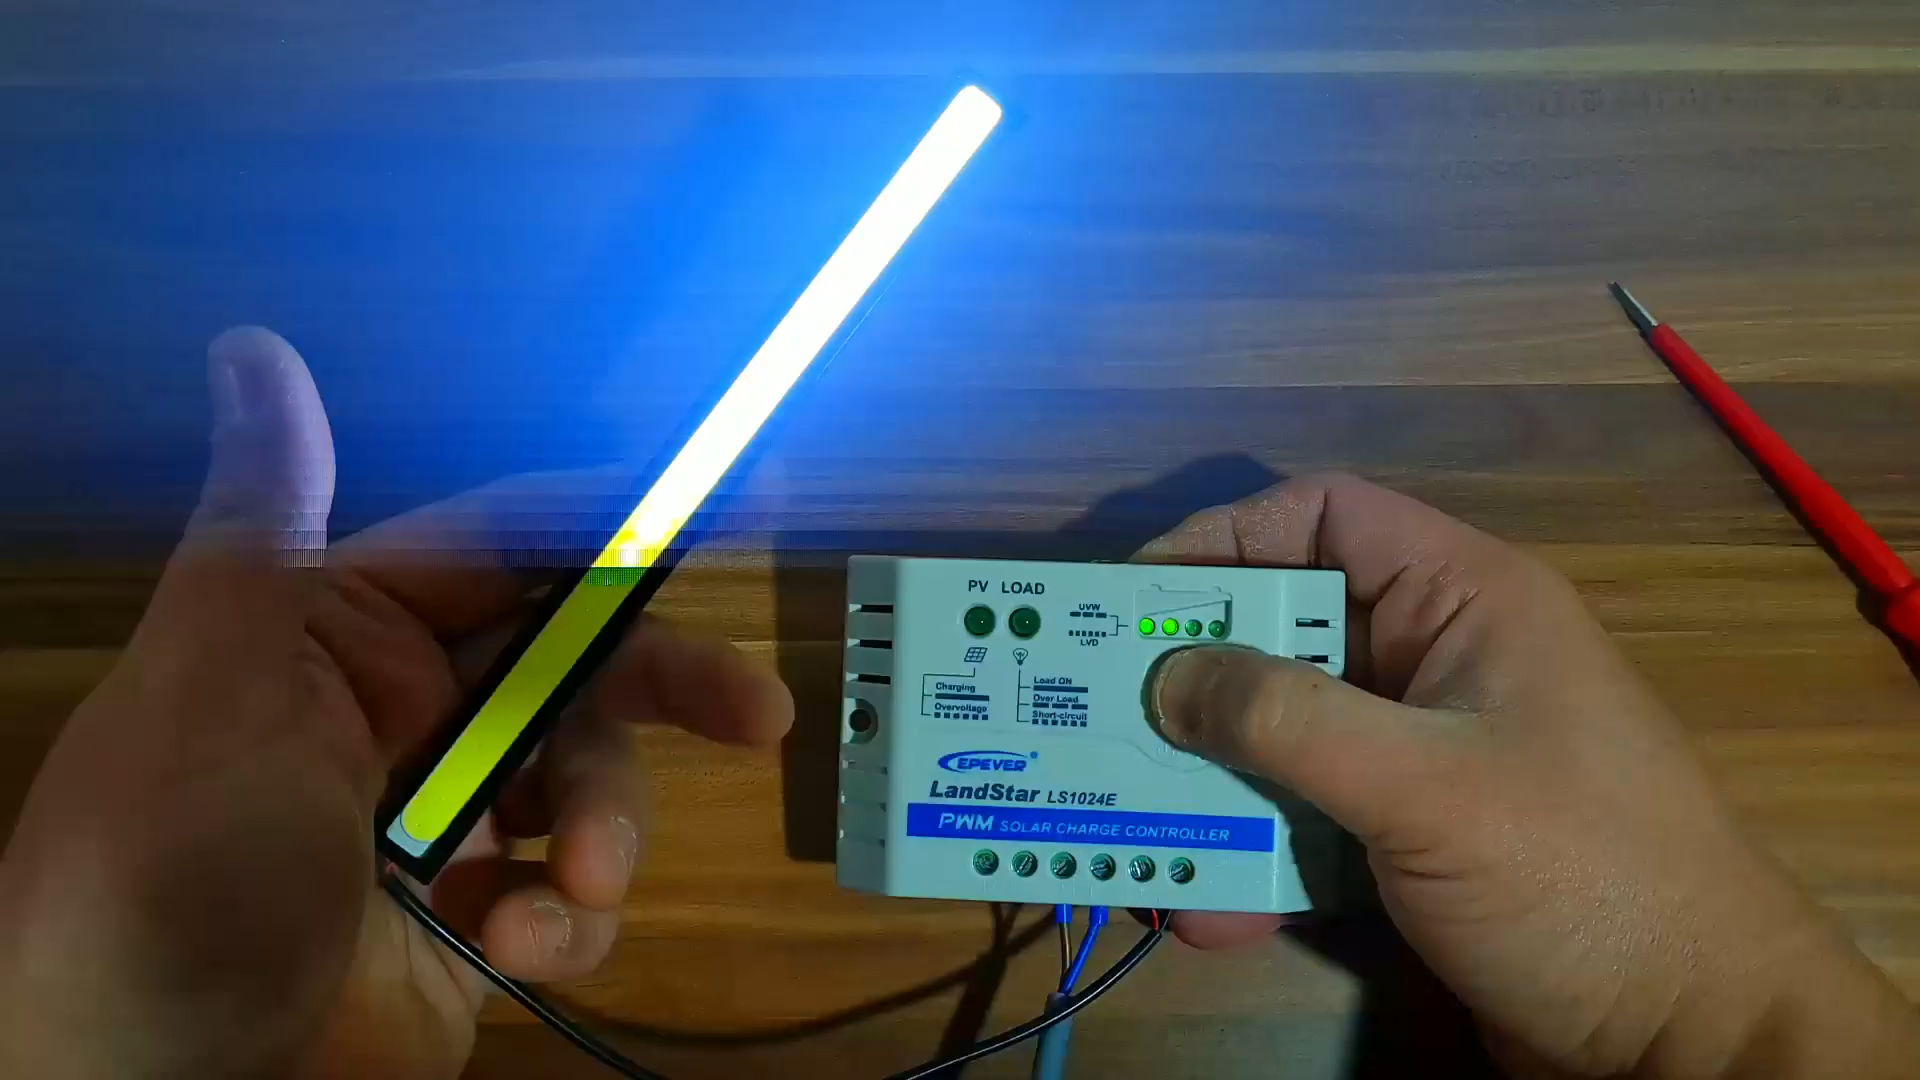 PV LOAD
UVW
LVD
Charging
Overvoltage
Load ON
Over Load
Short-circuit
EPEVER®
LandStar LS1024E
PWM SOLAR CHARGE CONTROLLER